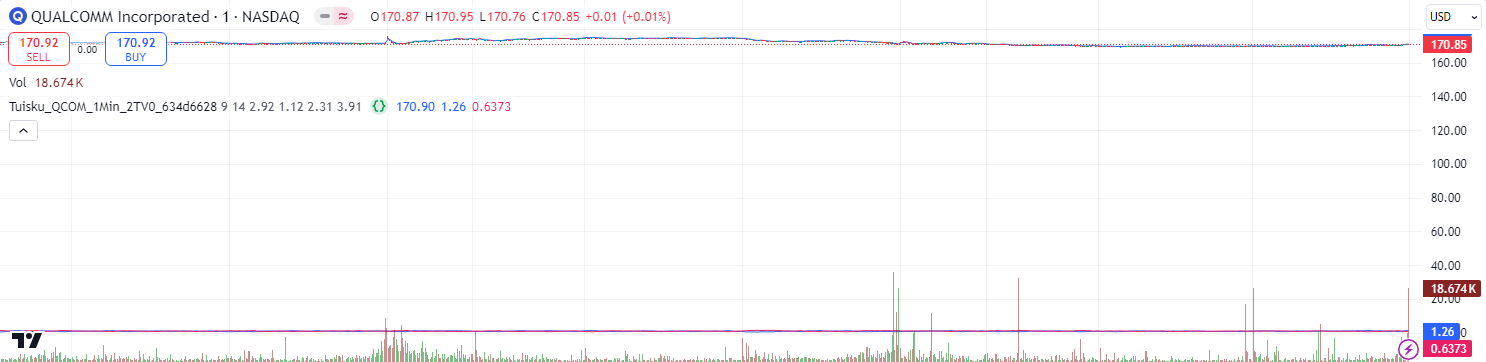 QUALCOMM Incorporated · 1 · NASDAQ
O170.87 H170.95 L170.76 C170.85 +0.01 (+0.01%)
USD
170.92
SELL
0.00
170.92
BUY
170.85
Vol 18.674 K
160.00
Tuisku_QCOM_1Min_2TV0_634d6628 9 14 2.92 1.12 2.31 3.91 {} 170.90 1.26 0.6373
140.00
120.00
100.00
80.00
60.00
40.00
18.674 K
20.00
1.26
0.6373